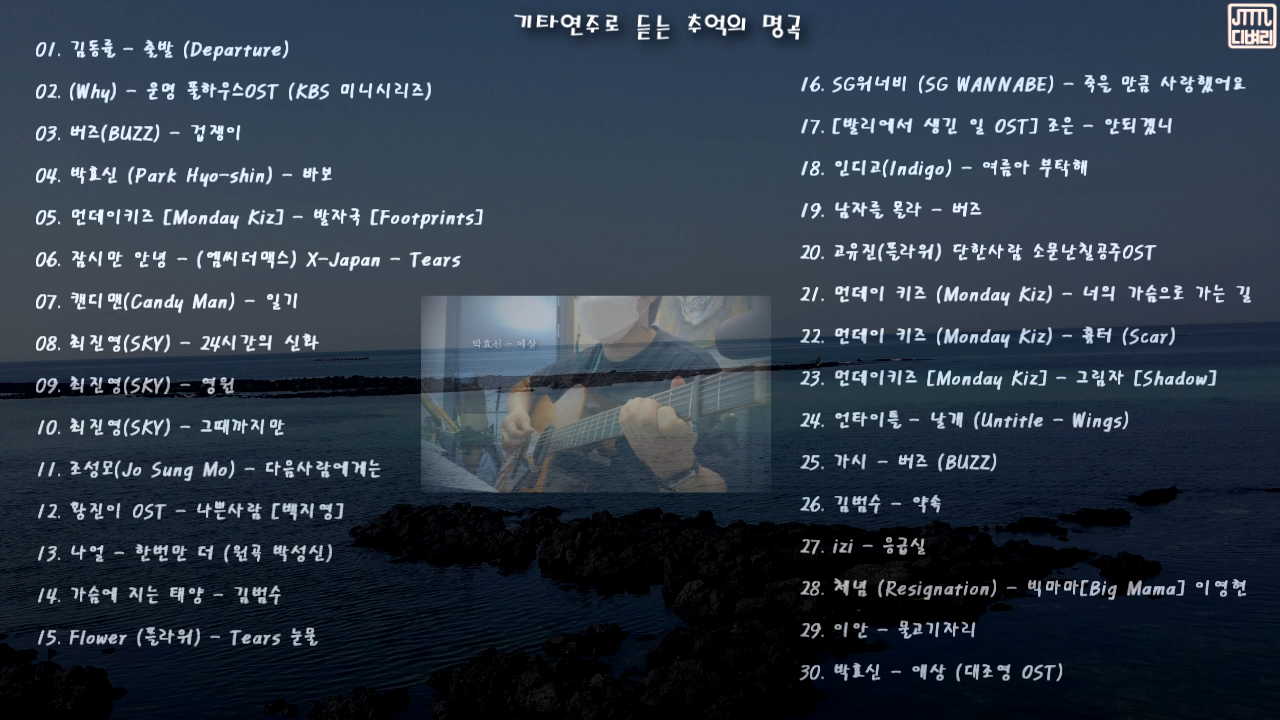 기타연주로 듣는 추억의 명곡
디벼리
01. 김동률 - 출발 (Departure)
02. (Why) - 운명 풀하우스OST (KBS 미니시리즈)
03. 버즈(BUZZ) - 겁쟁이
04. 박효신 (Park Hyo-shin) - 바보
05. 먼데이키즈 [Monday Kiz] - 발자국 [Footprints]
06. 잠시만 안녕 - (엠씨더맥스) X-Japan - Tears
07. 캔디맨(Candy Man) - 일기
08. 최진영(SKY) - 24시간의 신화
09. 최진영(SKY) - 영원
10. 최진영(SKY) - 그때까지만
11. 조성모(Jo Sung Mo) - 다음사람에게는
12. 황진이 OST - 나쁜사람 [백지영]
13. 나얼 - 한번만 더 (원곡 박성신)
14. 가슴에 지는 태양 - 김범수
15. Flower (플라워) - Tears 눈물
박효신 - 애상
16. SG워너비 (SG WANNABE) - 죽을 만큼 사랑했어요
17. [발리에서 생긴 일 OST] 조은 - 안되겠니
18. 인디고(Indigo) - 여름아 부탁해
19. 남자를 몰라 - 버즈
20. 고유진(플라워) 단한사람 소문난칠공주OST
21. 먼데이 키즈 (Monday Kiz) - 너의 가슴으로 가는 길
22. 먼데이 키즈 (Monday Kiz) - 흉터 (Scar)
23. 먼데이키즈 [Monday Kiz] - 그림자 [Shadow]
24. 언타이틀 - 날개 (Untitle - Wings)
25. 가시 - 버즈 (BUZZ)
26. 김범수 - 약속
27. izi - 응급실
28. 체념 (Resignation) - 빅마마[Big Mama] 이영현
29. 이안 - 물고기자리
30. 박효신 - 애상 (대조영 OST)